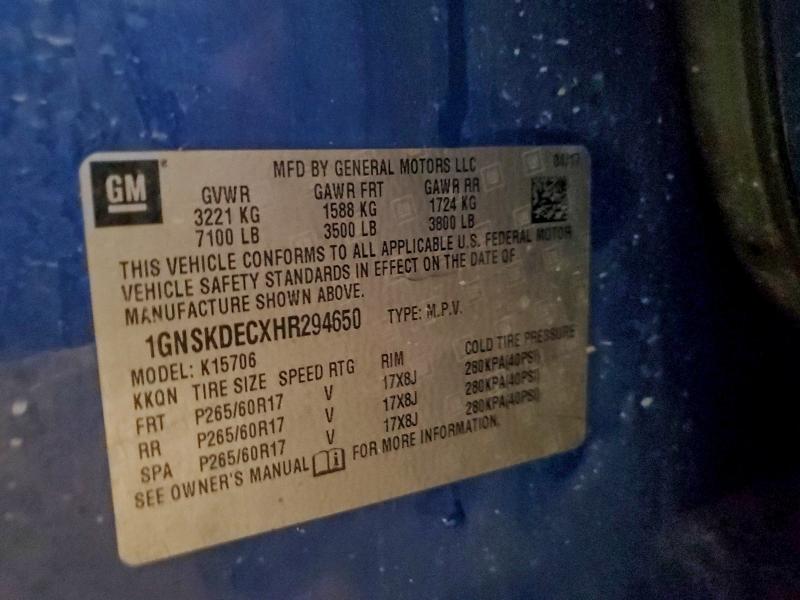 GM
MFD BY GENERAL MOTORS LLC 04/17
GVWR GAWR FRT GAWR RR
3221 KG 1588 KG 1724 KG
7100 LB 3500 LB 3800 LB
THIS VEHICLE CONFORMS TO ALL APPLICABLE U.S. FEDERAL MOTOR
VEHICLE SAFETY STANDARDS IN EFFECT ON THE DATE OF
MANUFACTURE SHOWN ABOVE.
1GNSKDECXHR294650 TYPE: M.P.V.
MODEL: K15706
KKQN TIRE SIZE SPEED RTG RIM COLD TIRE PRESSURE
FRT P265/60R17 V 17X8J 280KPA(40PSI)
RR P265/60R17 V 17X8J 280KPA(40PSI)
SPA P265/60R17 V 17X8J 280KPA(40PSI)
SEE OWNER'S MANUAL FOR MORE INFORMATION.